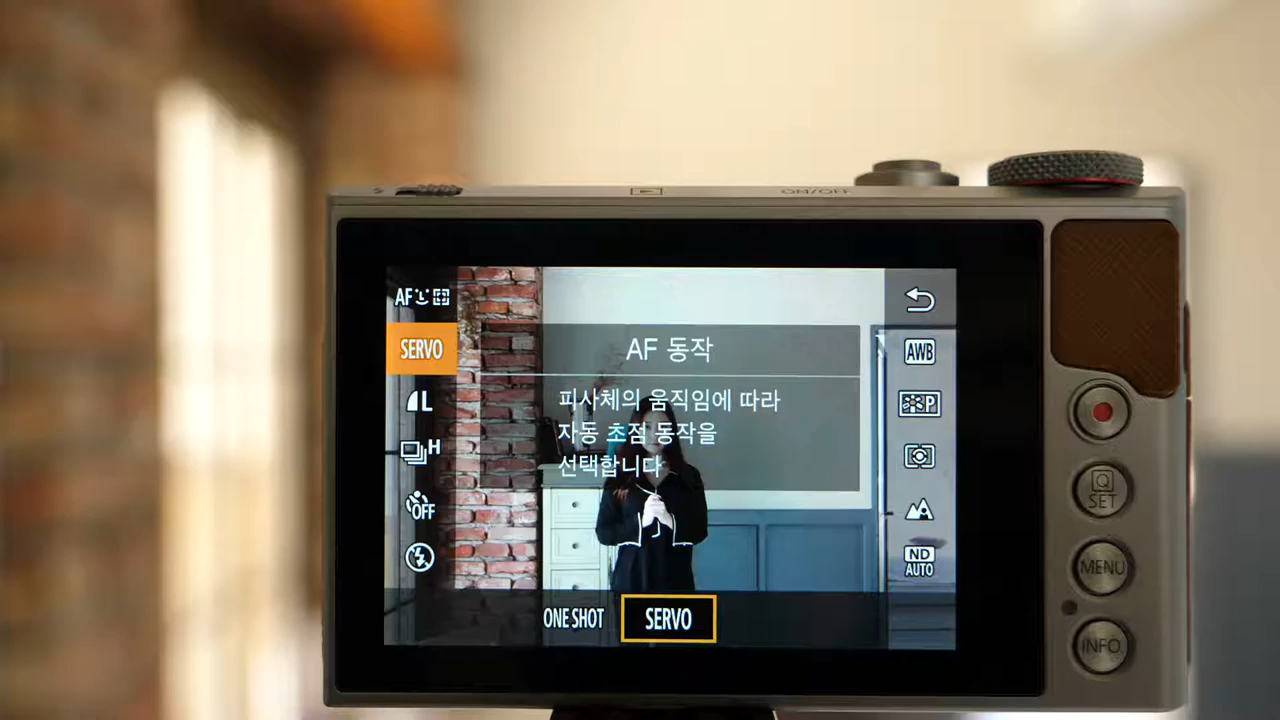 ON/OFF
AF
SERVO
L
H
OFF
AF 동작
피사체의 움직임에 따라
자동 초점 동작을
선택합니다
ONE SHOT
SERVO
AWB
P
ND
AUTO
Q
SET
MENU
INFO.